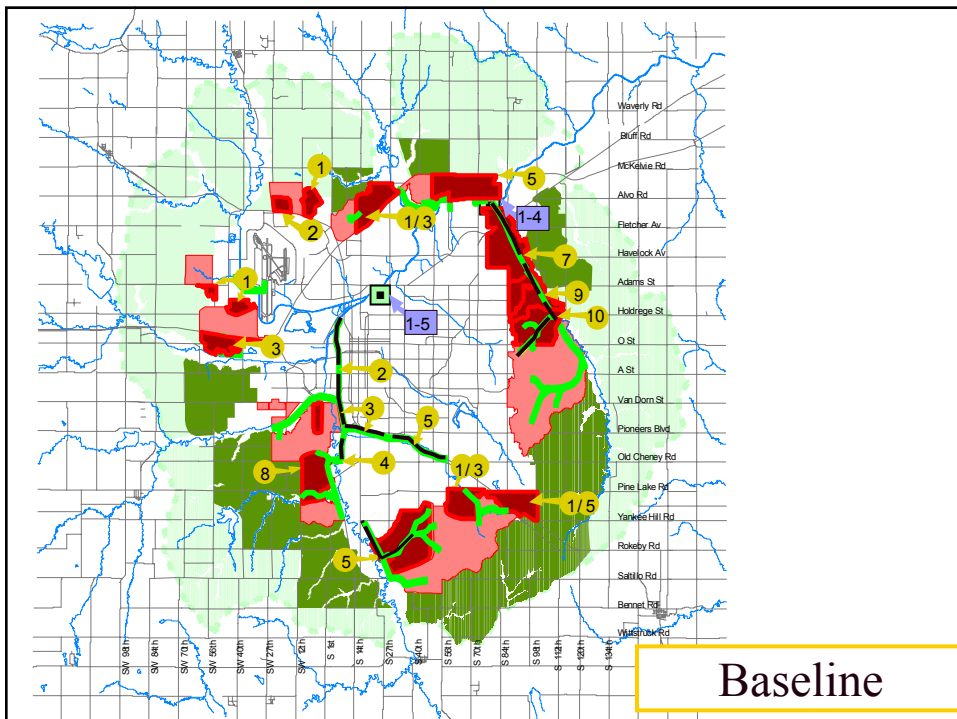 Waverly Rd
Bluff Rd
McKelvie Rd
1
5
Alvo Rd
2
1/3
1-4
Fletcher Av
7
Havelock Av
1
Adams St
9
1-5
10
Holdrege St
3
O St
2
A St
3
5
Van Dorn St
Pioneers Blvd
8
4
1/3
Old Cheney Rd
Pine Lake Rd
1/5
Yankee Hill Rd
5
Rokeby Rd
Saltillo Rd
Bennet Rd
Wittstruck Rd
SW 98th
SW 84th
SW 70th
SW 56th
SW 40th
SW 27th
SW 12th
S 1st
S 14th
S 27th
S 40th
S 56th
S 70th
S 84th
S 98th
S 112th
S 134th
Baseline